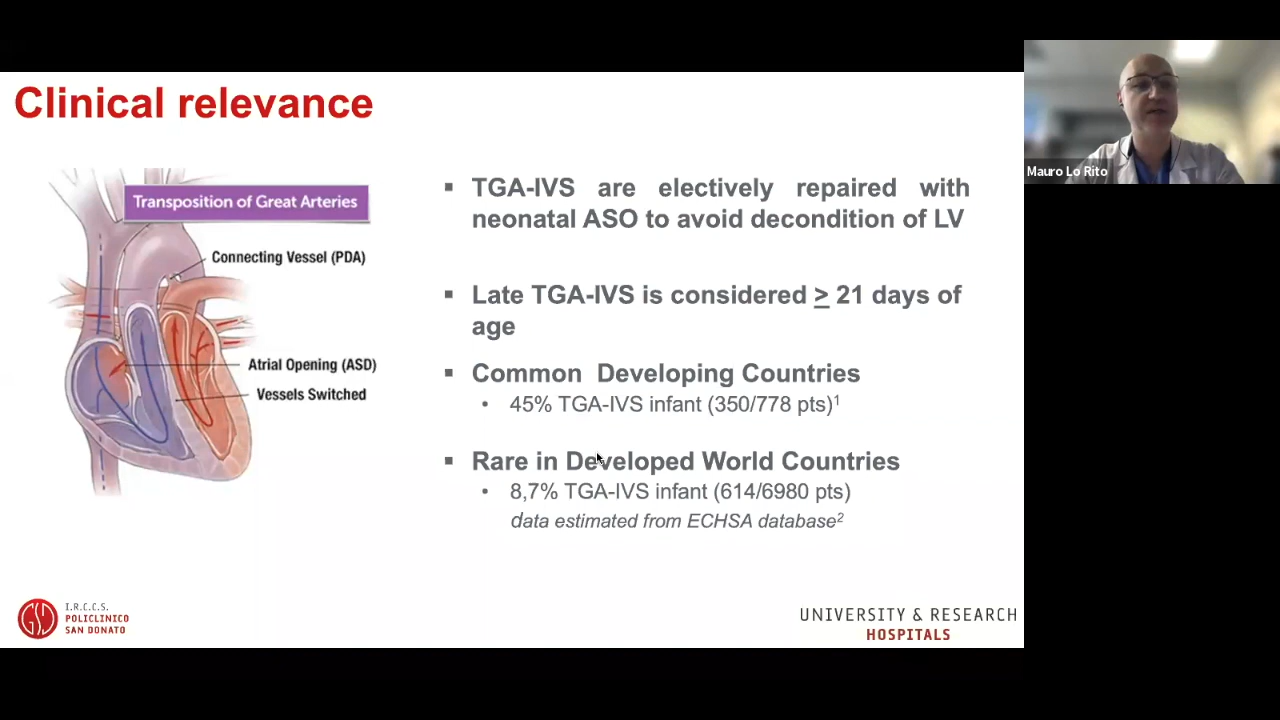 Clinical relevance
Transposition of Great Arteries
Connecting Vessel (PDA)
Atrial Opening (ASD)
Vessels Switched
▪ TGA-IVS are electively repaired with
neonatal ASO to avoid decondition of LV
▪ Late TGA-IVS is considered > 21 days of
age
▪ Common Developing Countries
• 45% TGA-IVS infant (350/778 pts)¹
▪ Rare in Developed World Countries
• 8,7% TGA-IVS infant (614/6980 pts)
data estimated from ECHSA database²
GSD
I.R.C.C.S.
POLICLINICO
SAN DONATO
UNIVERSITY & RESEARCH
HOSPITALS
Mauro Lo Rito